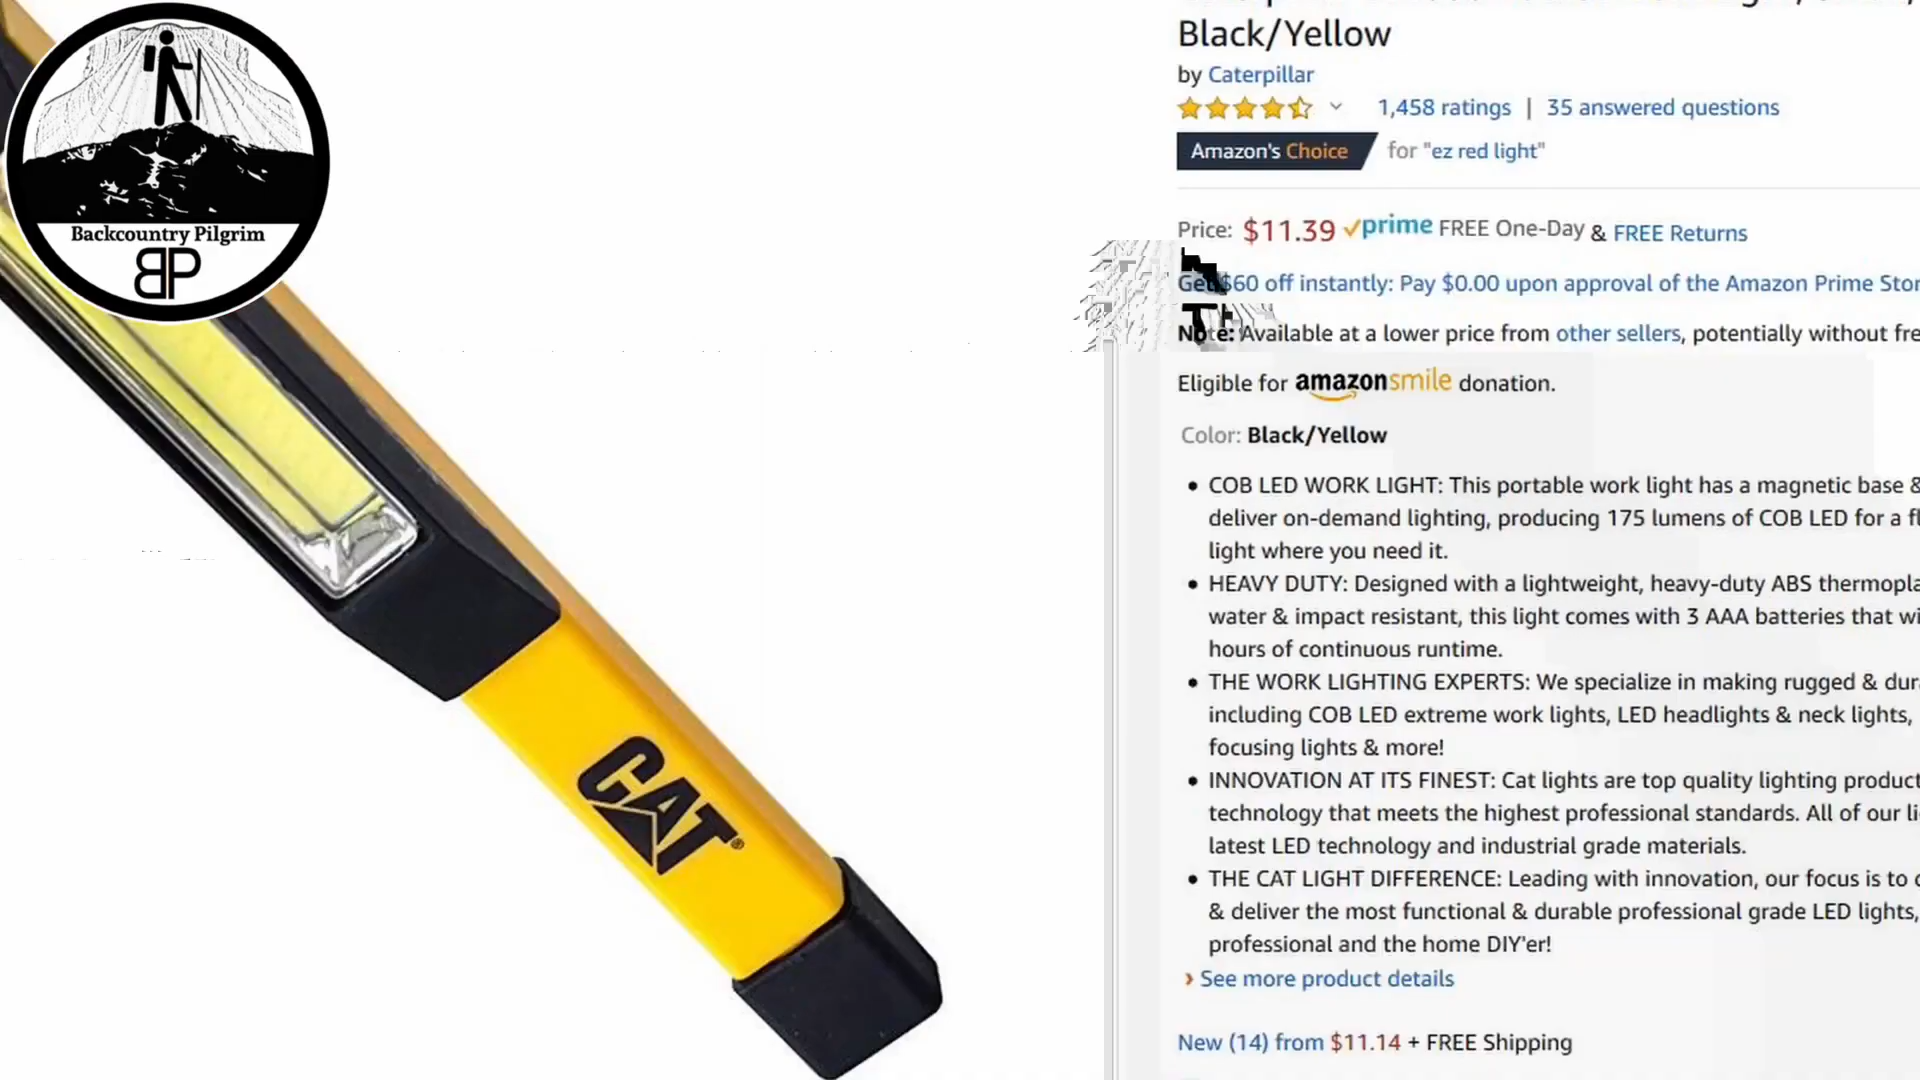 Backcountry Pilgrim
BP
CAT®
Black/Yellow
by Caterpillar
1,458 ratings | 35 answered questions
Amazon's Choice for "ez red light"
Price: $11.39 prime FREE One-Day & FREE Returns
Get $60 off instantly: Pay $0.00 upon approval of the Amazon Prime Stor
Note: Available at a lower price from other sellers, potentially without fre
Eligible for amazonsmile donation.
Color: Black/Yellow
COB LED WORK LIGHT: This portable work light has a magnetic base &
deliver on-demand lighting, producing 175 lumens of COB LED for a fl
light where you need it.
HEAVY DUTY: Designed with a lightweight, heavy-duty ABS thermopla
water & impact resistant, this light comes with 3 AAA batteries that wi
hours of continuous runtime.
THE WORK LIGHTING EXPERTS: We specialize in making rugged & dur
including COB LED extreme work lights, LED headlights & neck lights,
focusing lights & more!
INNOVATION AT ITS FINEST: Cat lights are top quality lighting product
technology that meets the highest professional standards. All of our li
latest LED technology and industrial grade materials.
THE CAT LIGHT DIFFERENCE: Leading with innovation, our focus is to
& deliver the most functional & durable professional grade LED lights,
professional and the home DIY'er!
› See more product details
New (14) from $11.14 + FREE Shipping